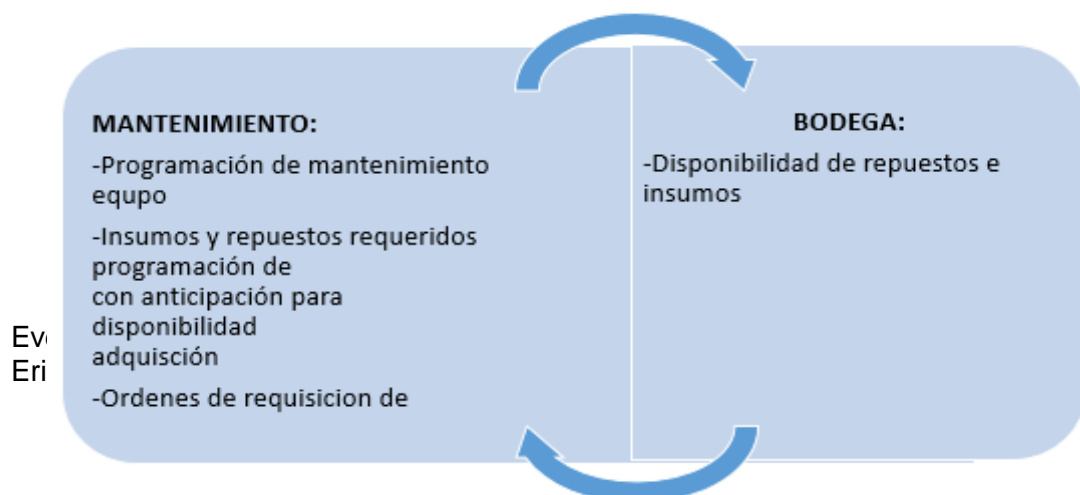 MANTENIMIENTO:
-Programación de mantenimiento
equpo
-Insumos y repuestos requeridos
programación de
con anticipación para
disponibilidad
adquisción
-Ordenes de requisicion de
BODEGA:
-Disponibilidad de repuestos e
insumos